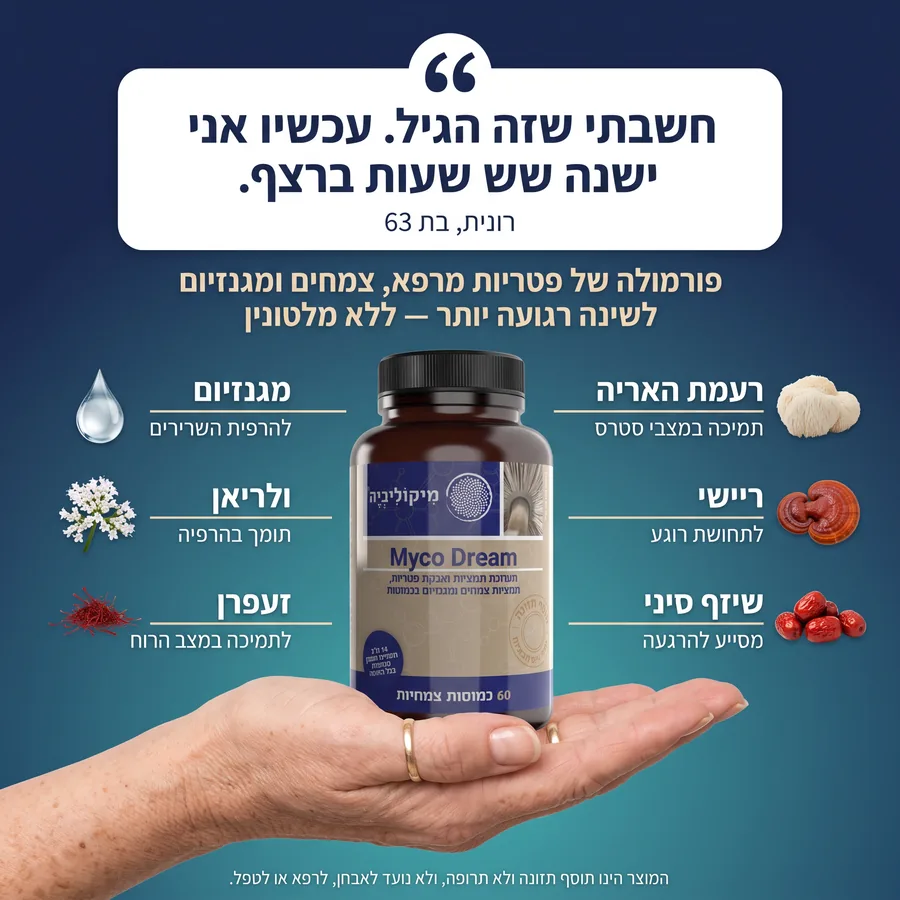 חשבתי שזה הגיל. עכשיו אני
ישנה שש שעות ברצף.
רונית, בת 63
פורמולה של פטריות מרפא, צמחים ומגנזיום
לשינה רגועה יותר — ללא מלטונין
רעמת האריה
תמיכה במצבי סטרס
ריישי
לתחושת רוגע
שיזף סיני
מסייע להרגעה
מגנזיום
להרפית השרירים
ולריאן
תומך בהרפיה
זעפרן
לתמיכה במצב הרוח
מִיקוֹלִיבְיָה
Myco Dream
תערוכת תמציות ואבקת פטריות,
תמציות צמחים ומגנזיום בכמוסות
60 כמוסות צמחיות
המוצר הינו תוסף תזונה ולא תרופה, ולא נועד לאבחן, לרפא או לטפל.